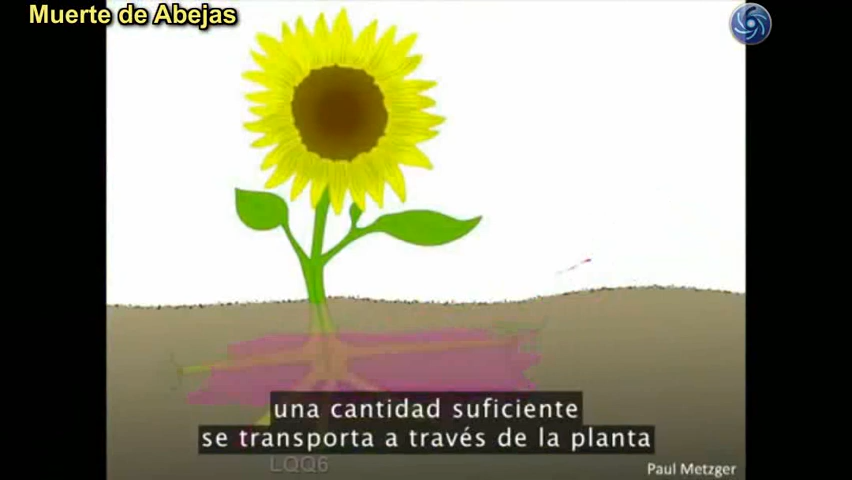 Muerte de Abejas
una cantidad suficiente
se transporta a través de la planta
LQQ6
Paul Metzger